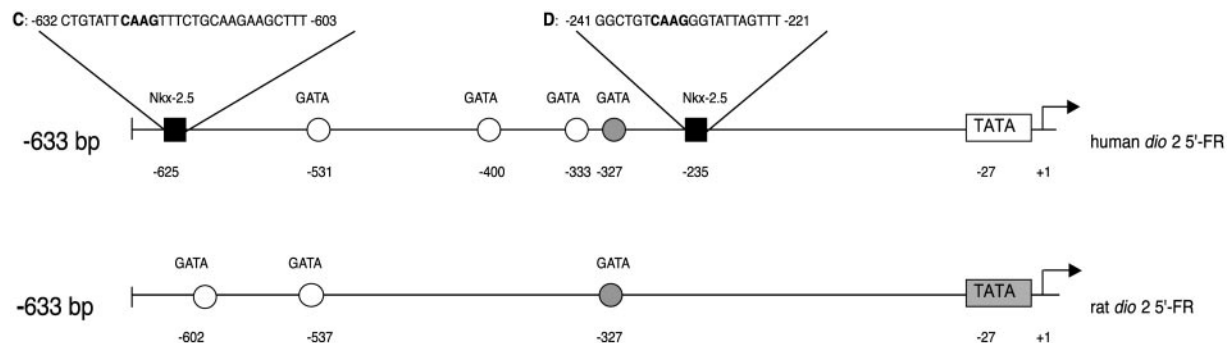 C: -632 CTGTATTCAAGTTTCTGCAAGAAGCTTT -603
D: -241 GGCTGTCAAGGGTATTAGTTT -221
Nkx-2.5 GATA GATA GATA GATA Nkx-2.5
-633 bp TATA human dio 2 5'-FR
-625 -531 -400 -333 -327 -235 -27 +1
GATA GATA GATA
-633 bp TATA rat dio 2 5'-FR
-602 -537 -327 -27 +1